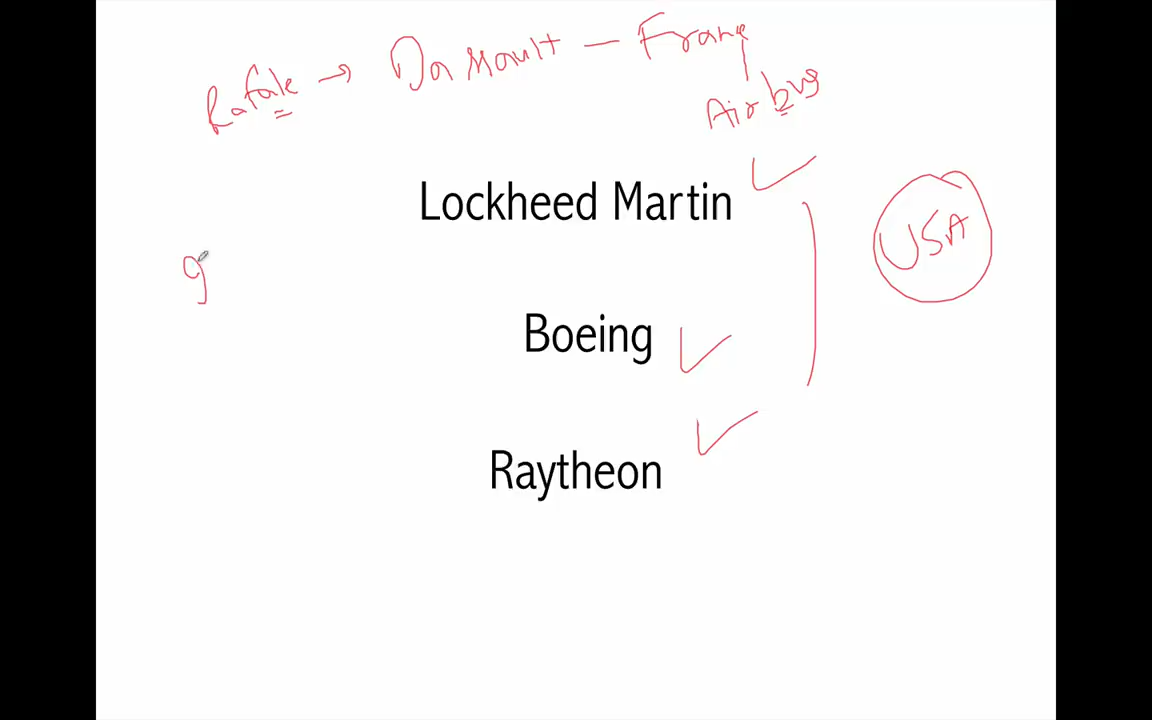 Rafale → Dassault — France
Airbus
Lockheed Martin
USA
Boeing
Raytheon